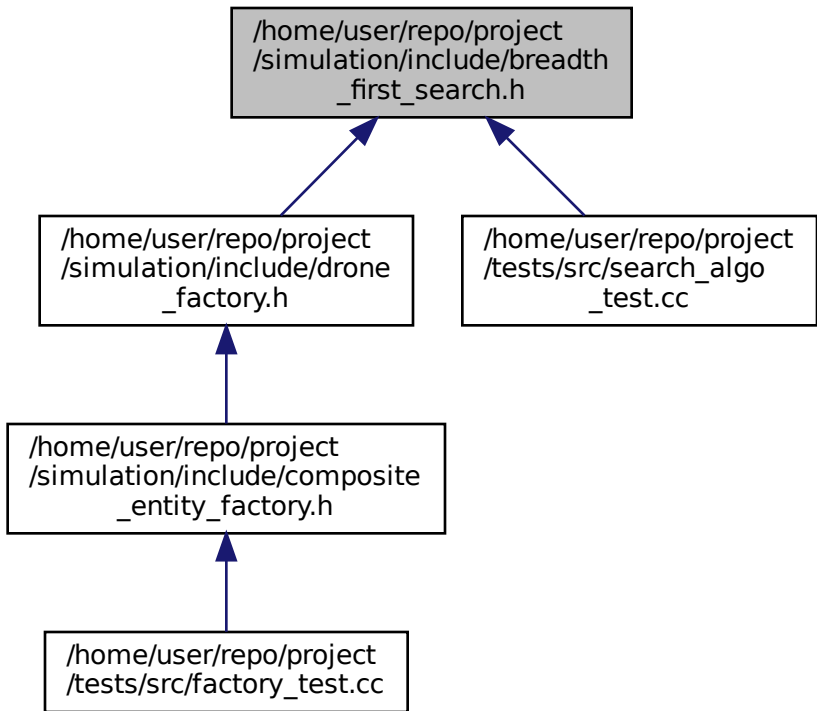 /home/user/repo/project
/simulation/include/breadth
_first_search.h
/home/user/repo/project
/simulation/include/drone
_factory.h
/home/user/repo/project
/tests/src/search_algo
_test.cc
/home/user/repo/project
/simulation/include/composite
_entity_factory.h
/home/user/repo/project
/tests/src/factory_test.cc